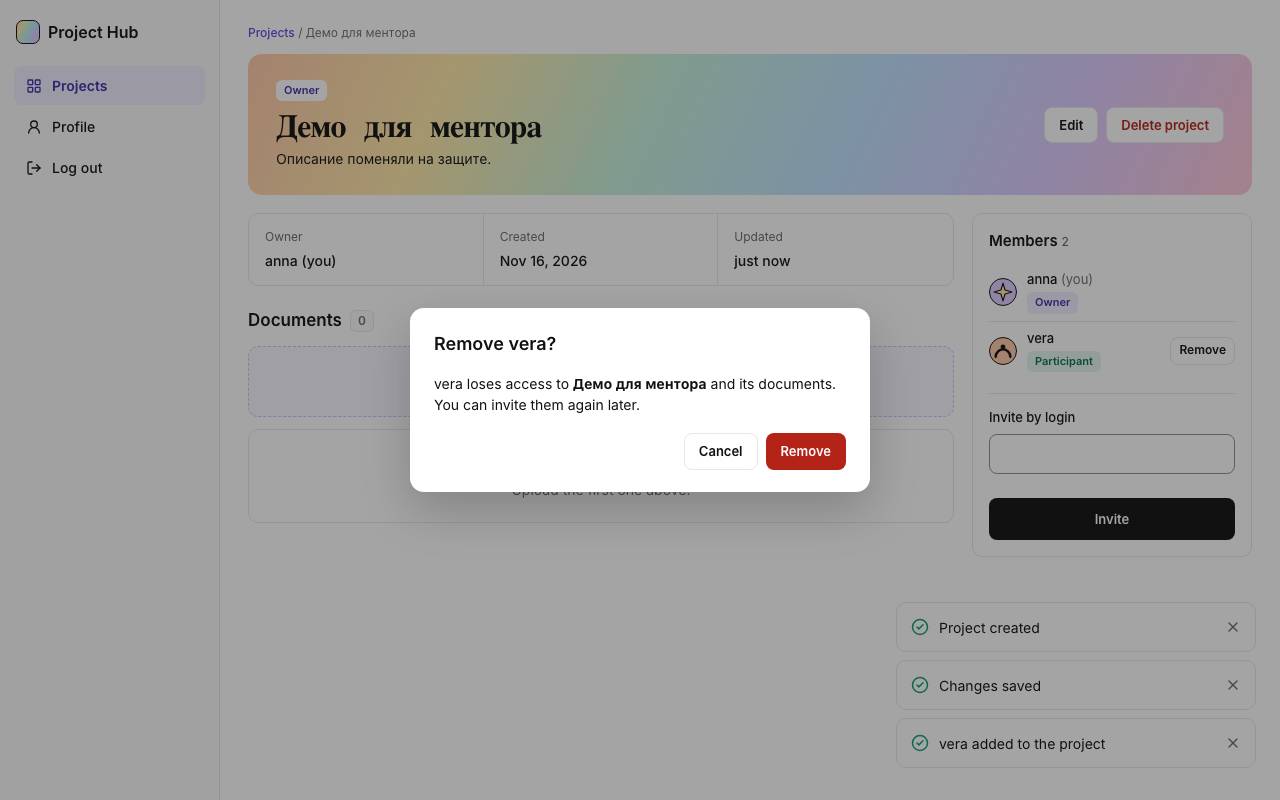 Project Hub
Projects
Profile
Log out
Projects / Демо для ментора
Owner
Демо для ментора
Описание поменяли на защите.
Edit
Delete project
Owner
anna (you)
Created
Nov 16, 2026
Updated
just now
Documents 0
Upload the first one above.
Members 2
anna (you)
Owner
vera
Participant
Remove
Invite by login
Invite
Remove vera?
vera loses access to Демо для ментора and its documents.
You can invite them again later.
Cancel
Remove
Project created
Changes saved
vera added to the project